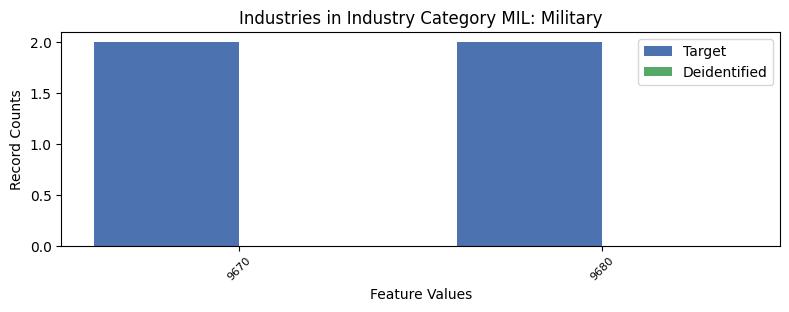 Industries in Industry Category MIL: Military
Target
Deidentified
Record Counts
2.0
1.5
1.0
0.5
0.0
9670
9680
Feature Values